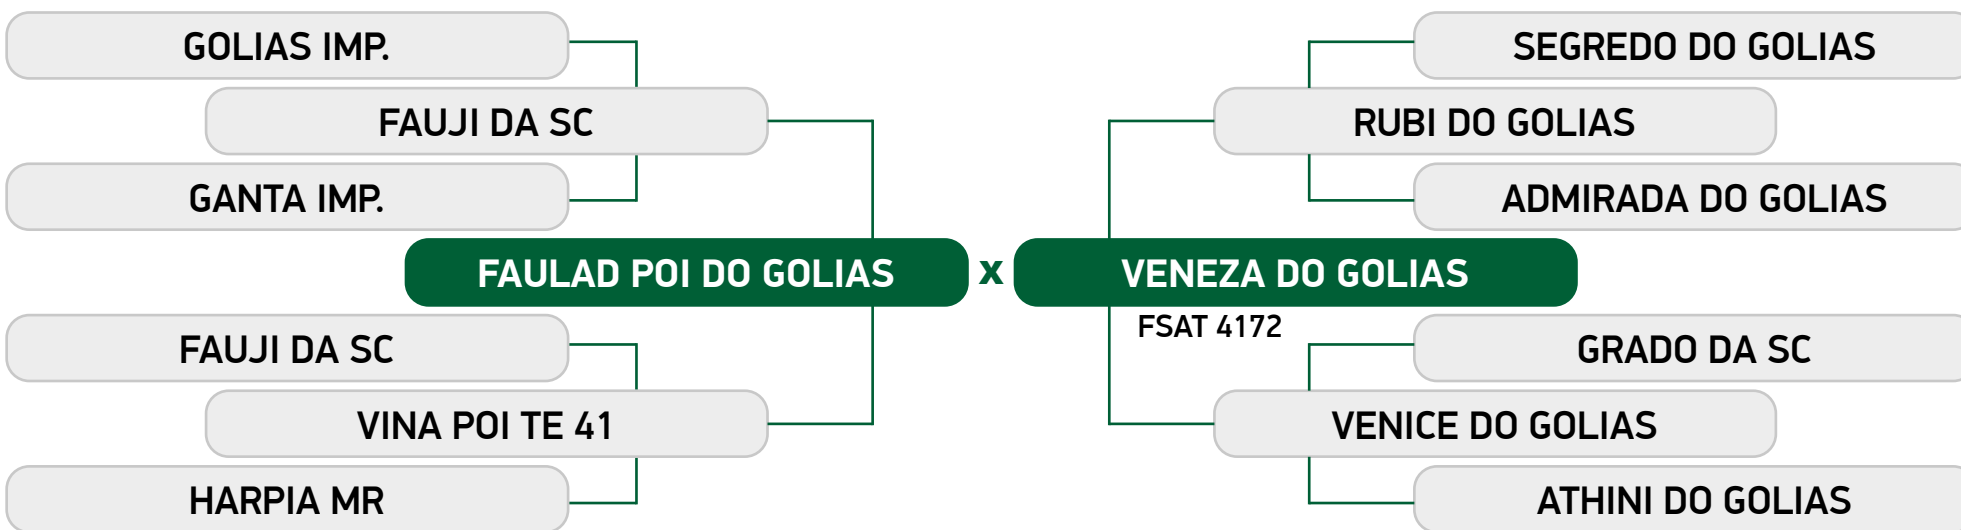 GOLIAS IMP.
SEGREDO DO GOLIAS
FAUJI DA SC
RUBI DO GOLIAS
GANTA IMP.
ADMIRADA DO GOLIAS
FAULAD POI DO GOLIAS x VENEZA DO GOLIAS
FSAT 4172
FAUJI DA SC
GRADO DA SC
VINA POI TE 41
VENICE DO GOLIAS
HARPIA MR
ATHINI DO GOLIAS